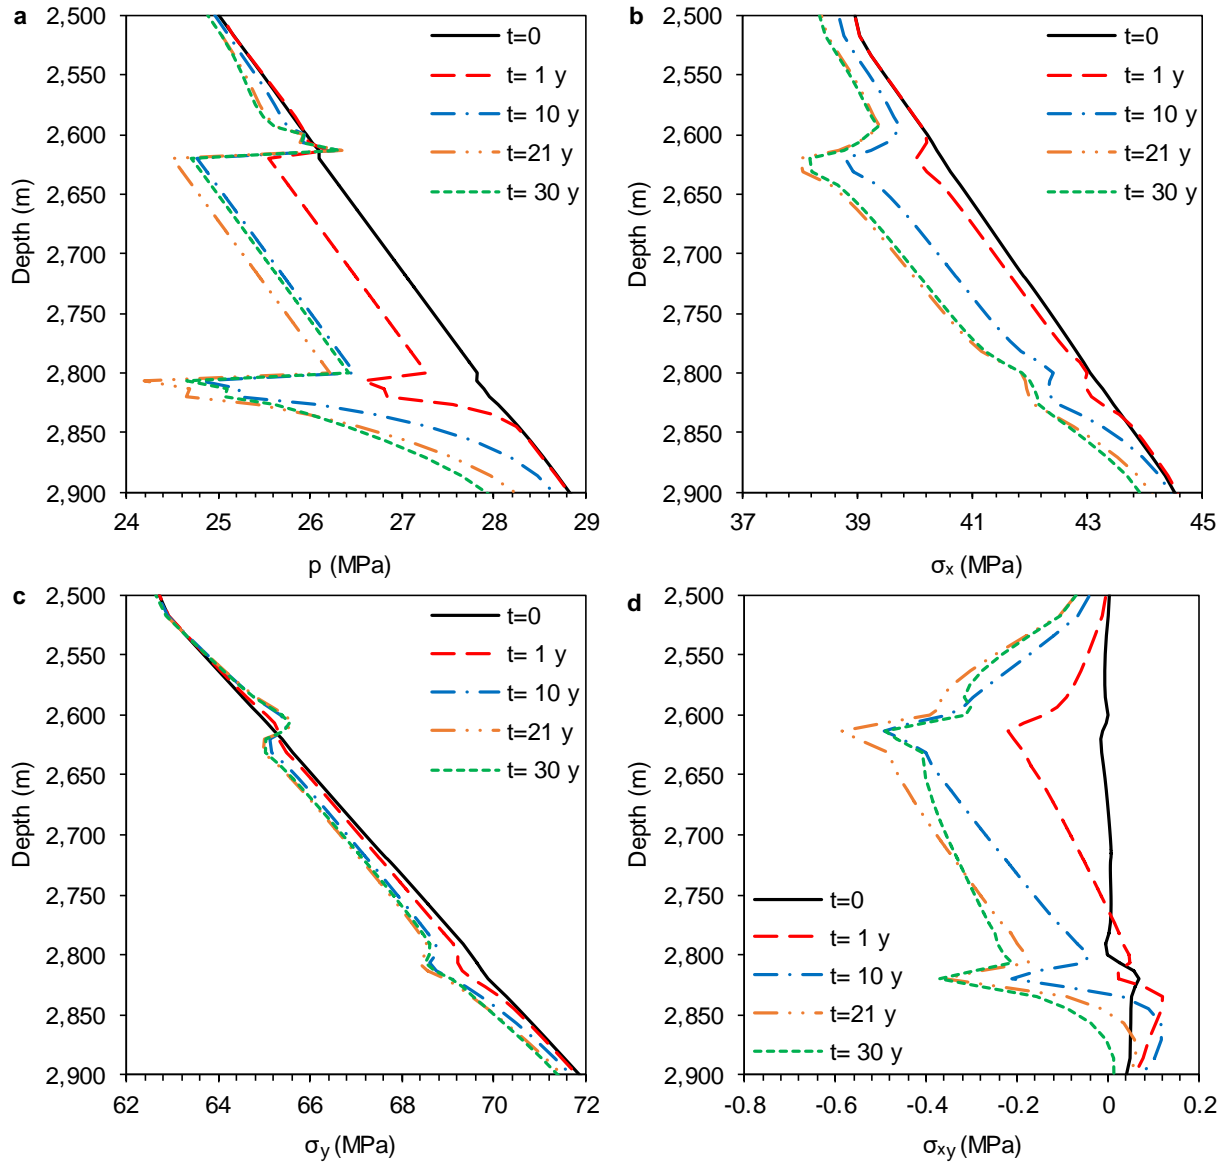 a
2,500
2,550
2,600
2,650
2,700
2,750
2,800
2,850
2,900
Depth (m)
24 25 26 27 28 29
p (MPa)
t=0
t= 1 y
t= 10 y
t=21 y
t= 30 y
b
2,500
2,550
2,600
2,650
2,700
2,750
2,800
2,850
2,900
Depth (m)
37 39 41 43 45
σx (MPa)
t=0
t= 1 y
t= 10 y
t=21 y
t= 30 y
c
2,500
2,550
2,600
2,650
2,700
2,750
2,800
2,850
2,900
Depth (m)
62 64 66 68 70 72
σy (MPa)
t=0
t= 1 y
t= 10 y
t=21 y
t= 30 y
d
2,500
2,550
2,600
2,650
2,700
2,750
2,800
2,850
2,900
Depth (m)
-0.8 -0.6 -0.4 -0.2 0 0.2
σxy (MPa)
t=0
t= 1 y
t= 10 y
t=21 y
t= 30 y